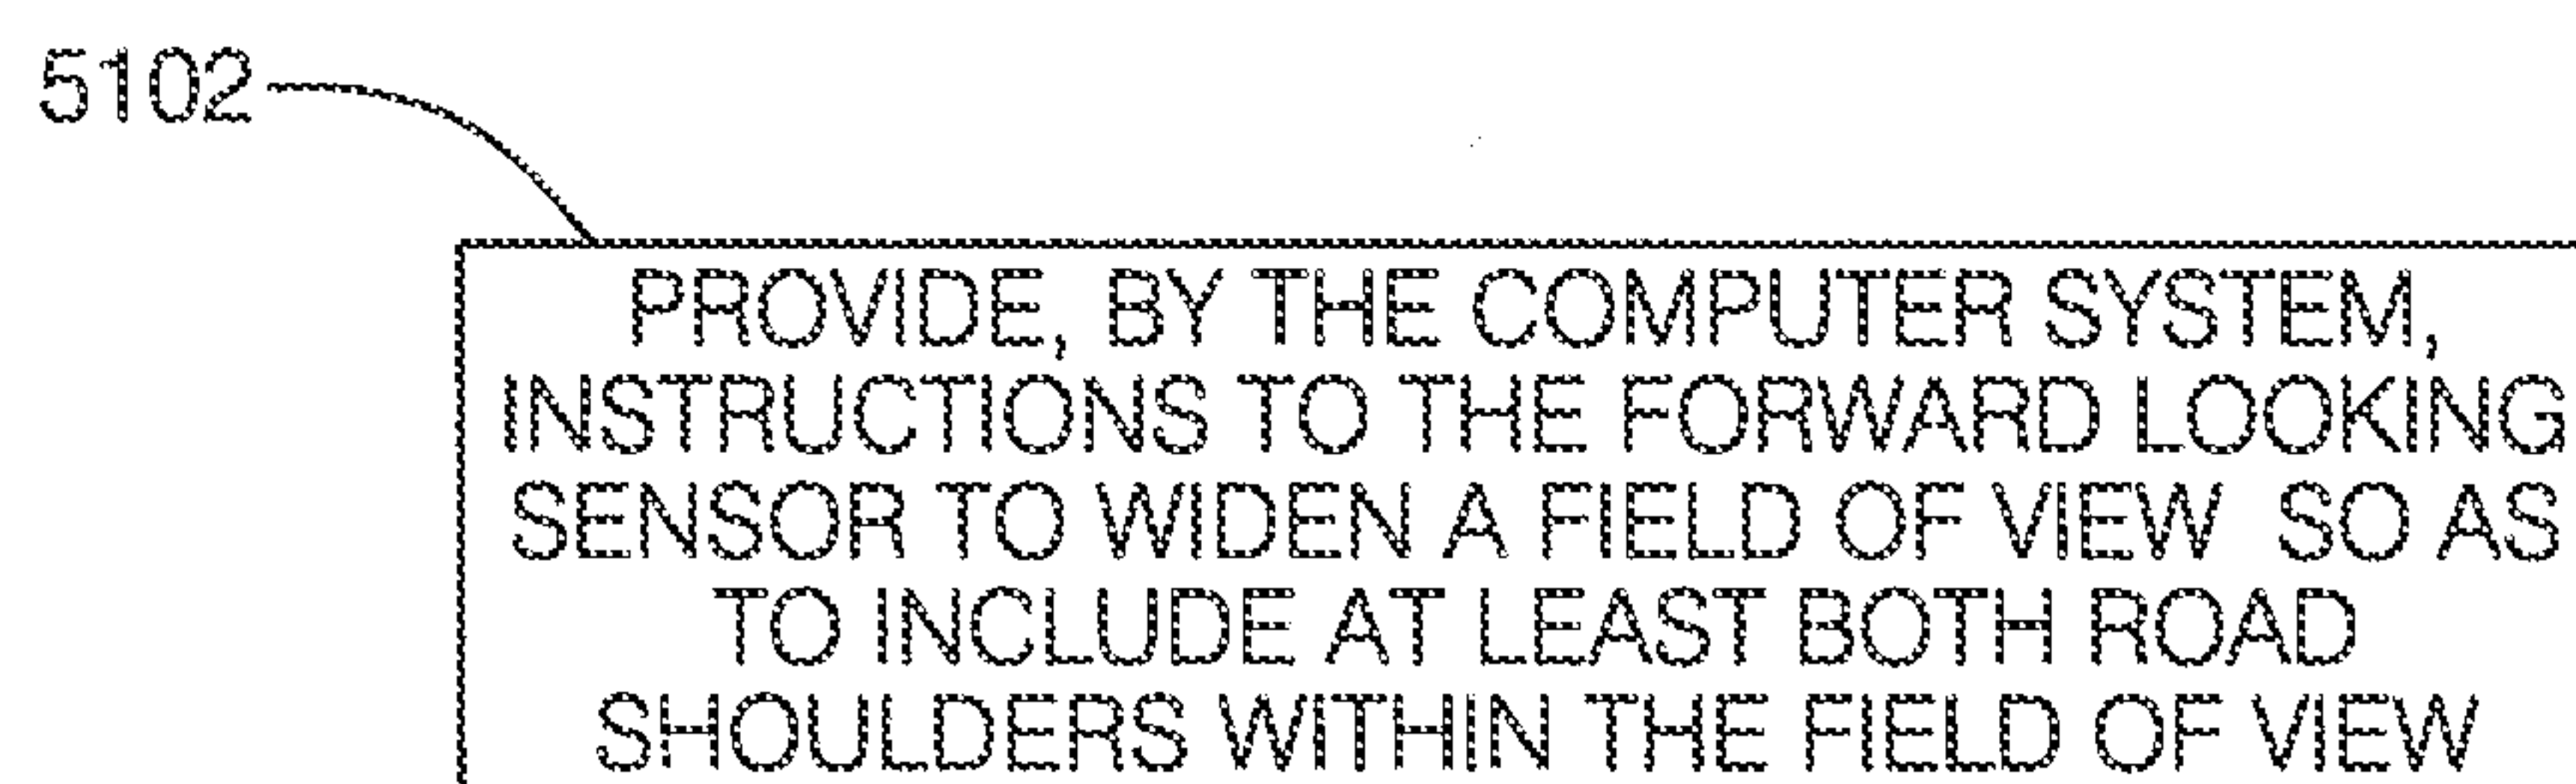 5102
PROVIDE, BY THE COMPUTER SYSTEM,
INSTRUCTIONS TO THE FORWARD LOOKING
SENSOR TO WIDEN A FIELD OF VIEW SO AS
TO INCLUDE AT LEAST BOTH ROAD
SHOULDERS WITHIN THE FIELD OF VIEW